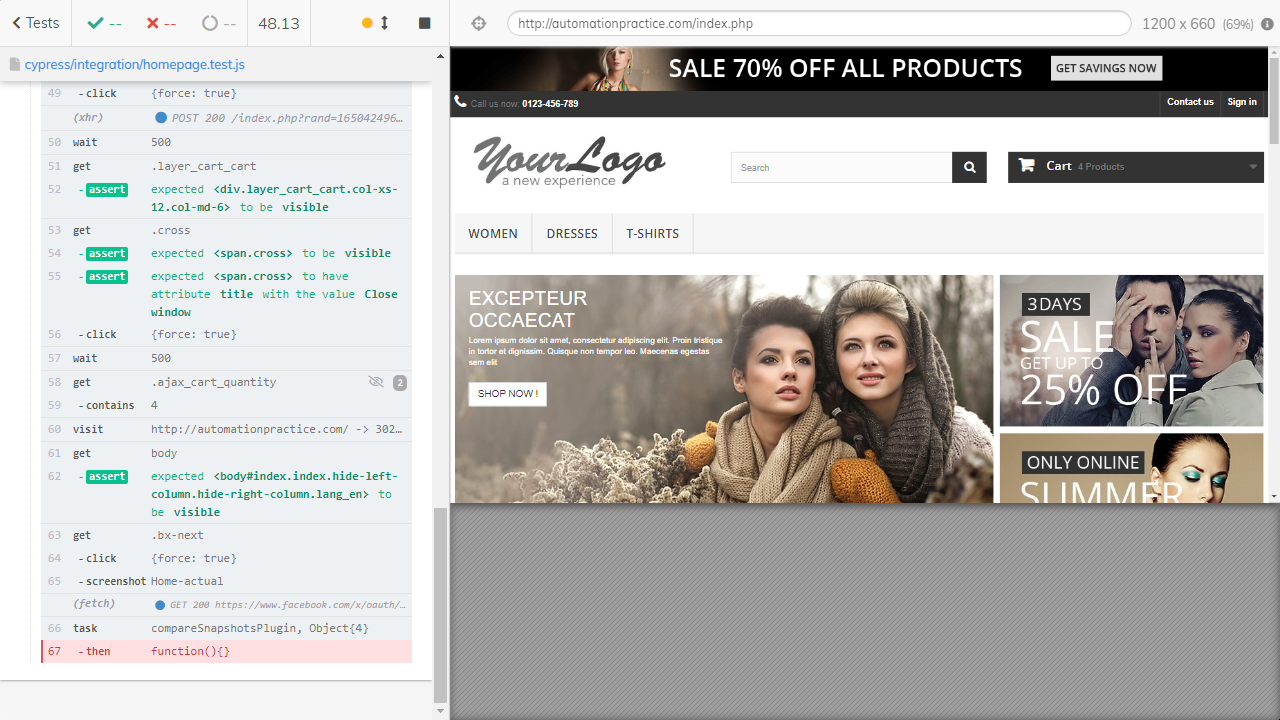 Tests
--
--
--
48.13
http://automationpractice.com/index.php
1200 x 660 (69%)
cypress/integration/homepage.test.js
49 -click {force: true}
(xhr) POST 200 /index.php?rand=165042496…
50 wait 500
51 get .layer_cart_cart
52 -assert expected <div.layer_cart_cart.col-xs-
12.col-md-6> to be visible
53 get .cross
54 -assert expected <span.cross> to be visible
55 -assert expected <span.cross> to have
attribute title with the value Close
window
56 -click {force: true}
57 wait 500
58 get .ajax_cart_quantity 2
59 -contains 4
60 visit http://automationpractice.com/ -> 302…
61 get body
62 -assert expected <body#index.index.hide-left-
column.hide-right-column.lang_en> to
be visible
63 get .bx-next
64 -click {force: true}
65 -screenshot Home-actual
(fetch) GET 200 https://www.facebook.com/x/oauth/…
66 task compareSnapshotsPlugin, Object{4}
67 -then function(){}
SALE 70% OFF ALL PRODUCTS
GET SAVINGS NOW
Call us now: 0123-456-789
Contact us
Sign in
YourLogo
a new experience
Search
Cart 4 Products
WOMEN
DRESSES
T-SHIRTS
EXCEPTEUR
OCCAECAT
Lorem ipsum dolor sit amet, consectetur adipiscing elit. Proin tristique
in tortor et dignissim. Quisque non tempor leo. Maecenas egestas
sem elit
SHOP NOW !
3 DAYS
SALE
GET UP TO
25% OFF
ONLY ONLINE
SUMMER